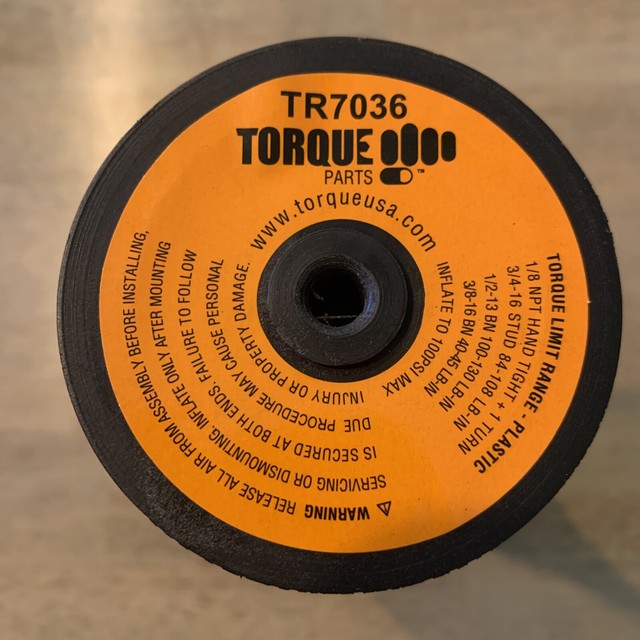 TR7036
TORQUE
PARTS ™
www.torqueusa.com
TORQUE LIMIT RANGE - PLASTIC
1/8 NPT HAND TIGHT + 1 TURN
3/4-16 STUD 84-108 LB-IN
1/2-13 BN 100-130 LB-IN
3/8-16 BN 40-45 LB-IN
INFLATE TO 100PSI MAX
⚠ WARNING RELEASE ALL AIR FROM ASSEMBLY BEFORE INSTALLING,
SERVICING OR DISMOUNTING. INFLATE ONLY AFTER MOUNTING
IS SECURED AT BOTH ENDS. FAILURE TO FOLLOW
DUE PROCEDURE MAY CAUSE PERSONAL
INJURY OR PROPERTY DAMAGE.